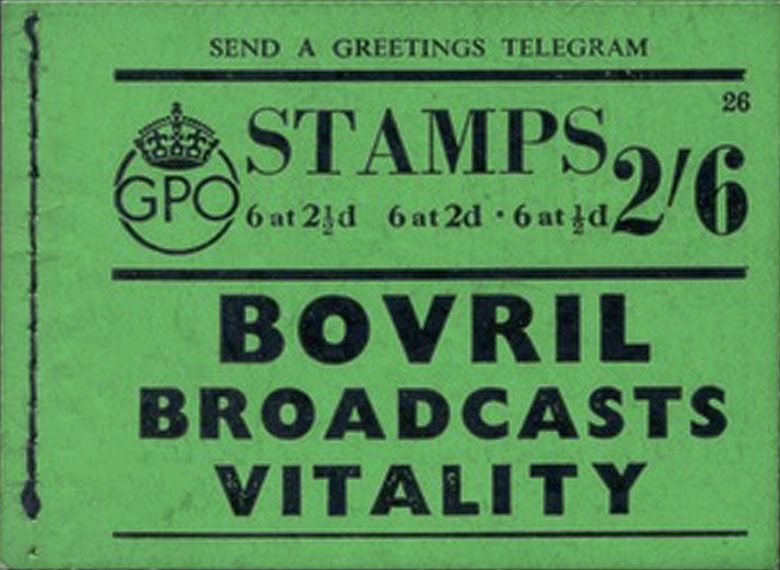 SEND A GREETINGS TELEGRAM
26
GPO
STAMPS 2/6
6 at 2½d 6 at 2d · 6 at ½d
BOVRIL
BROADCASTS
VITALITY